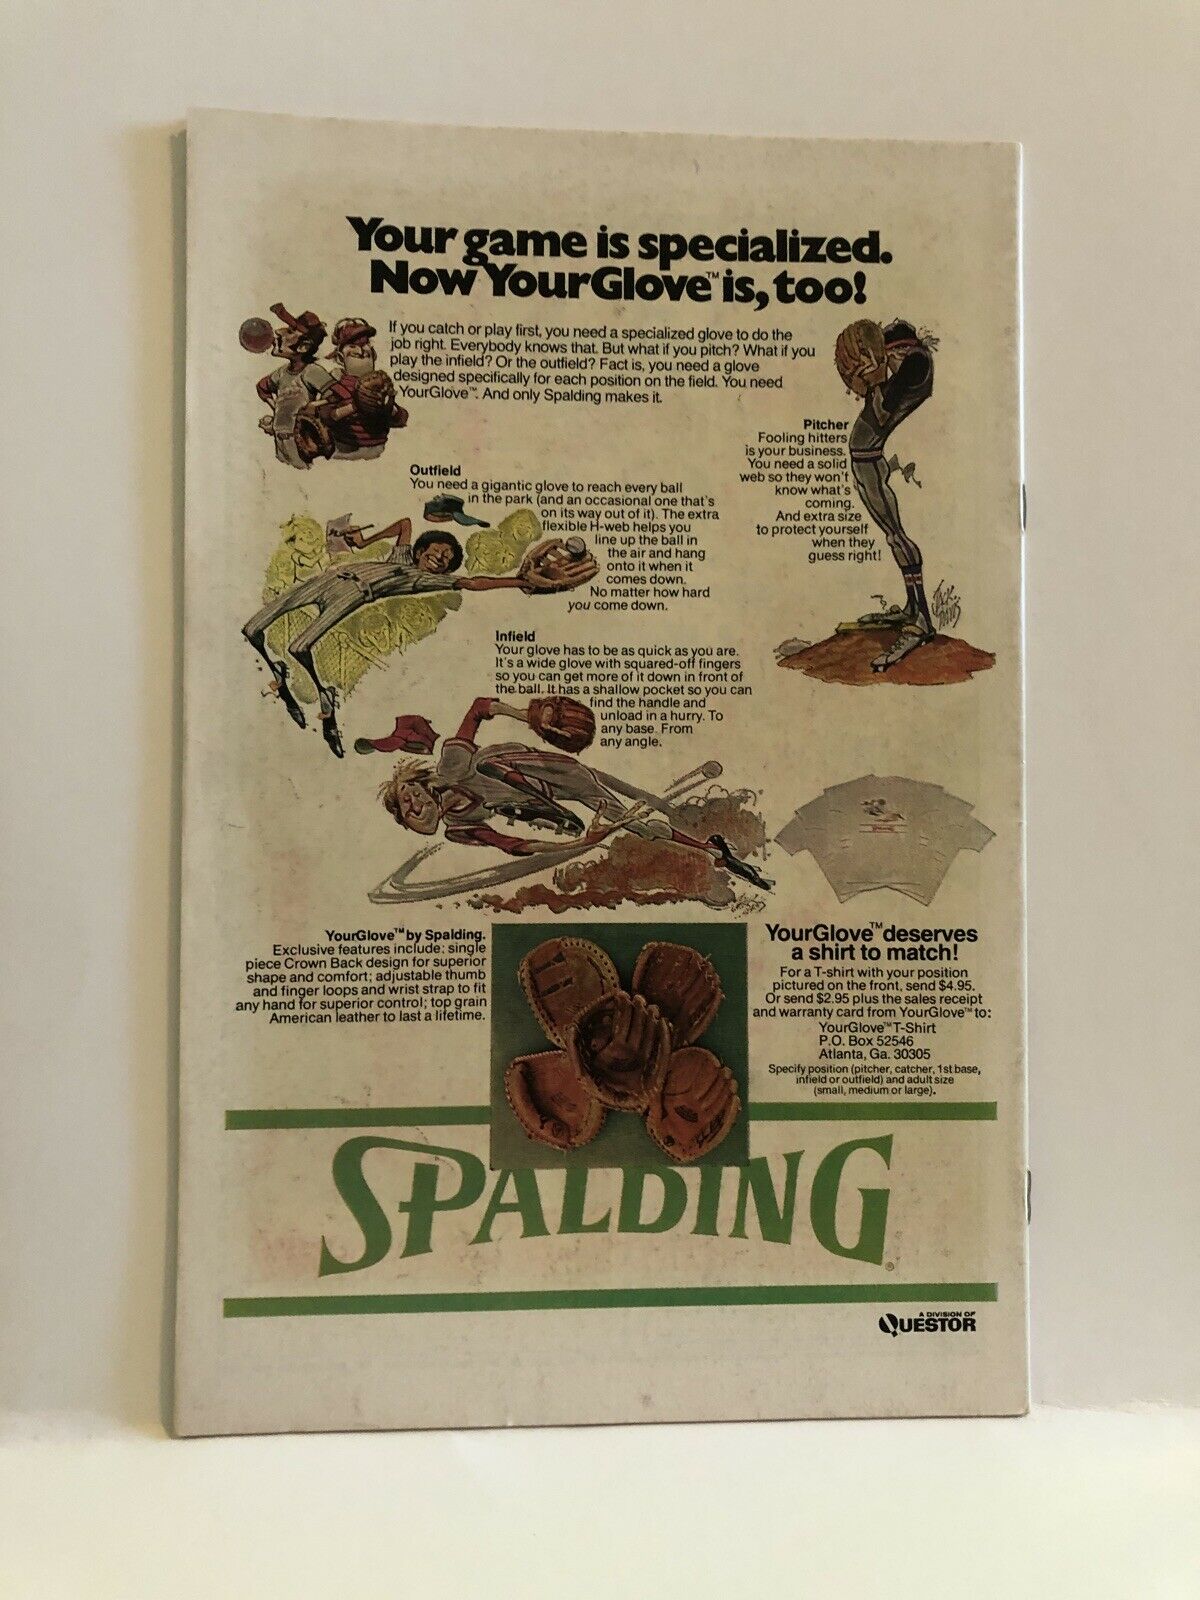 Your game is specialized.
Now YourGlove™ is, too!
If you catch or play first, you need a specialized glove to do the
job right. Everybody knows that. But what if you pitch? What if you
play the infield? Or the outfield? Fact is, you need a glove
designed specifically for each position on the field. You need
YourGlove™. And only Spalding makes it.
Pitcher
Fooling hitters
is your business.
You need a solid
web so they won't
know what's
coming.
And extra size
to protect yourself
when they
guess right!
Outfield
You need a gigantic glove to reach every ball
in the park (and an occasional one that's
on its way out of it). The extra
flexible H-web helps you
line up the ball in
the air and hang
onto it when it
comes down.
No matter how hard
you come down.
JACK
DAVIS
Infield
Your glove has to be as quick as you are.
It's a wide glove with squared-off fingers
so you can get more of it down in front of
the ball. It has a shallow pocket so you can
find the handle and
unload in a hurry. To
any base. From
any angle.
YourGlove™ by Spalding.
Exclusive features include: single
piece Crown Back design for superior
shape and comfort; adjustable thumb
and finger loops and wrist strap to fit
any hand for superior control; top grain
American leather to last a lifetime.
YourGlove™ deserves
a shirt to match!
For a T-shirt with your position
pictured on the front, send $4.95.
Or send $2.95 plus the sales receipt
and warranty card from YourGlove™ to:
YourGlove™ T-Shirt
P.O. Box 52546
Atlanta, Ga. 30305
Specify position (pitcher, catcher, 1st base,
infield or outfield) and adult size
(small, medium or large).
SPALDING®
A DIVISION OF
QUESTOR